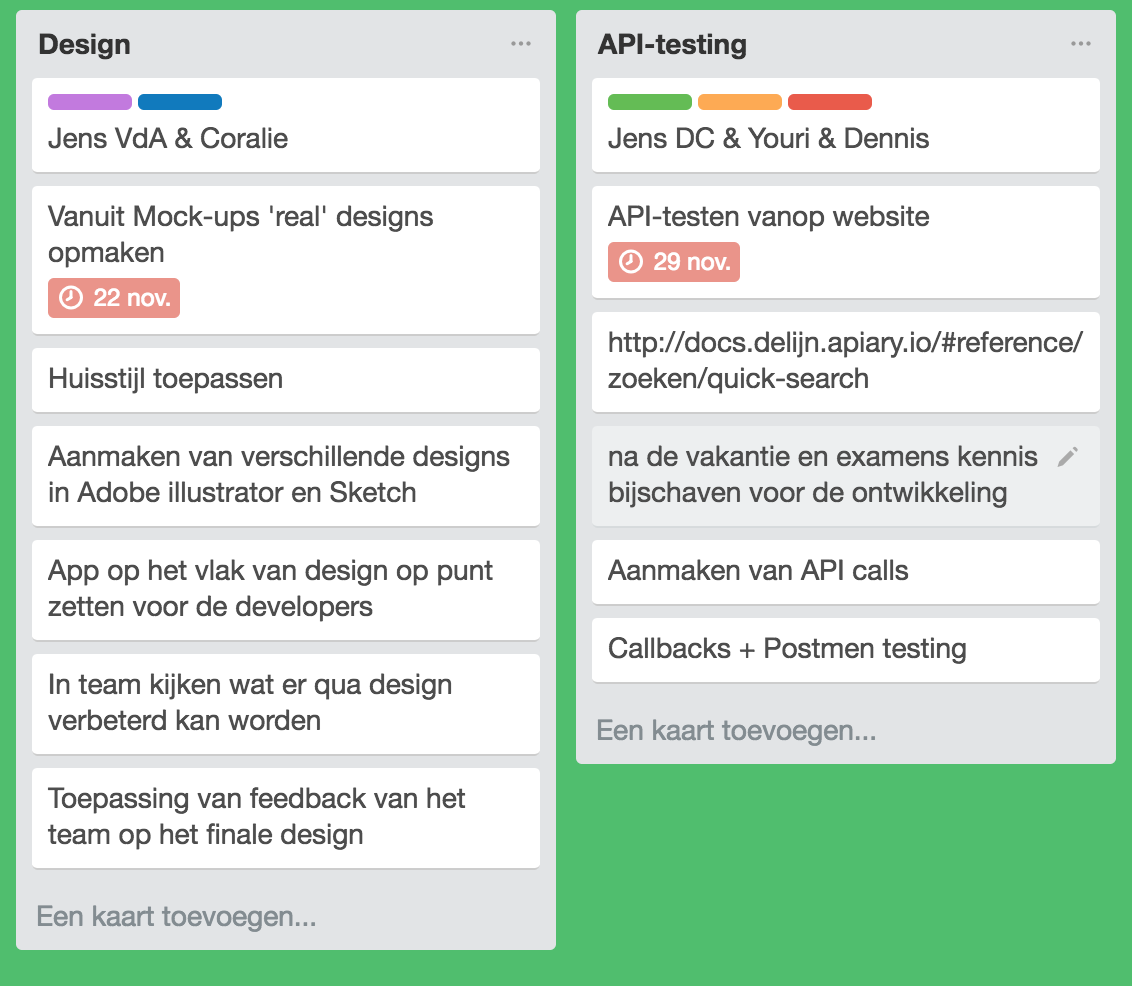 Design
Jens VdA & Coralie
Vanuit Mock-ups 'real' designs
opmaken
22 nov.
Huisstijl toepassen
Aanmaken van verschillende designs
in Adobe illustrator en Sketch
App op het vlak van design op punt
zetten voor de developers
In team kijken wat er qua design
verbeterd kan worden
Toepassing van feedback van het
team op het finale design
Een kaart toevoegen...
API-testing
Jens DC & Youri & Dennis
API-testen vanop website
29 nov.
http://docs.delijn.apiary.io/#reference/
zoeken/quick-search
na de vakantie en examens kennis
bijschaven voor de ontwikkeling
Aanmaken van API calls
Callbacks + Postmen testing
Een kaart toevoegen...